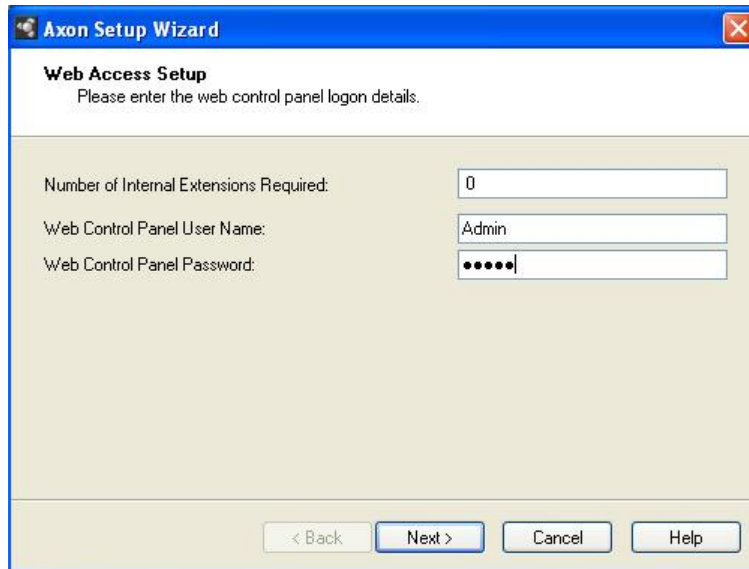 Axon Setup Wizard
Web Access Setup
Please enter the web control panel logon details.
Number of Internal Extensions Required: 0
Web Control Panel User Name: Admin
Web Control Panel Password: ●●●●●
< Back Next > Cancel Help